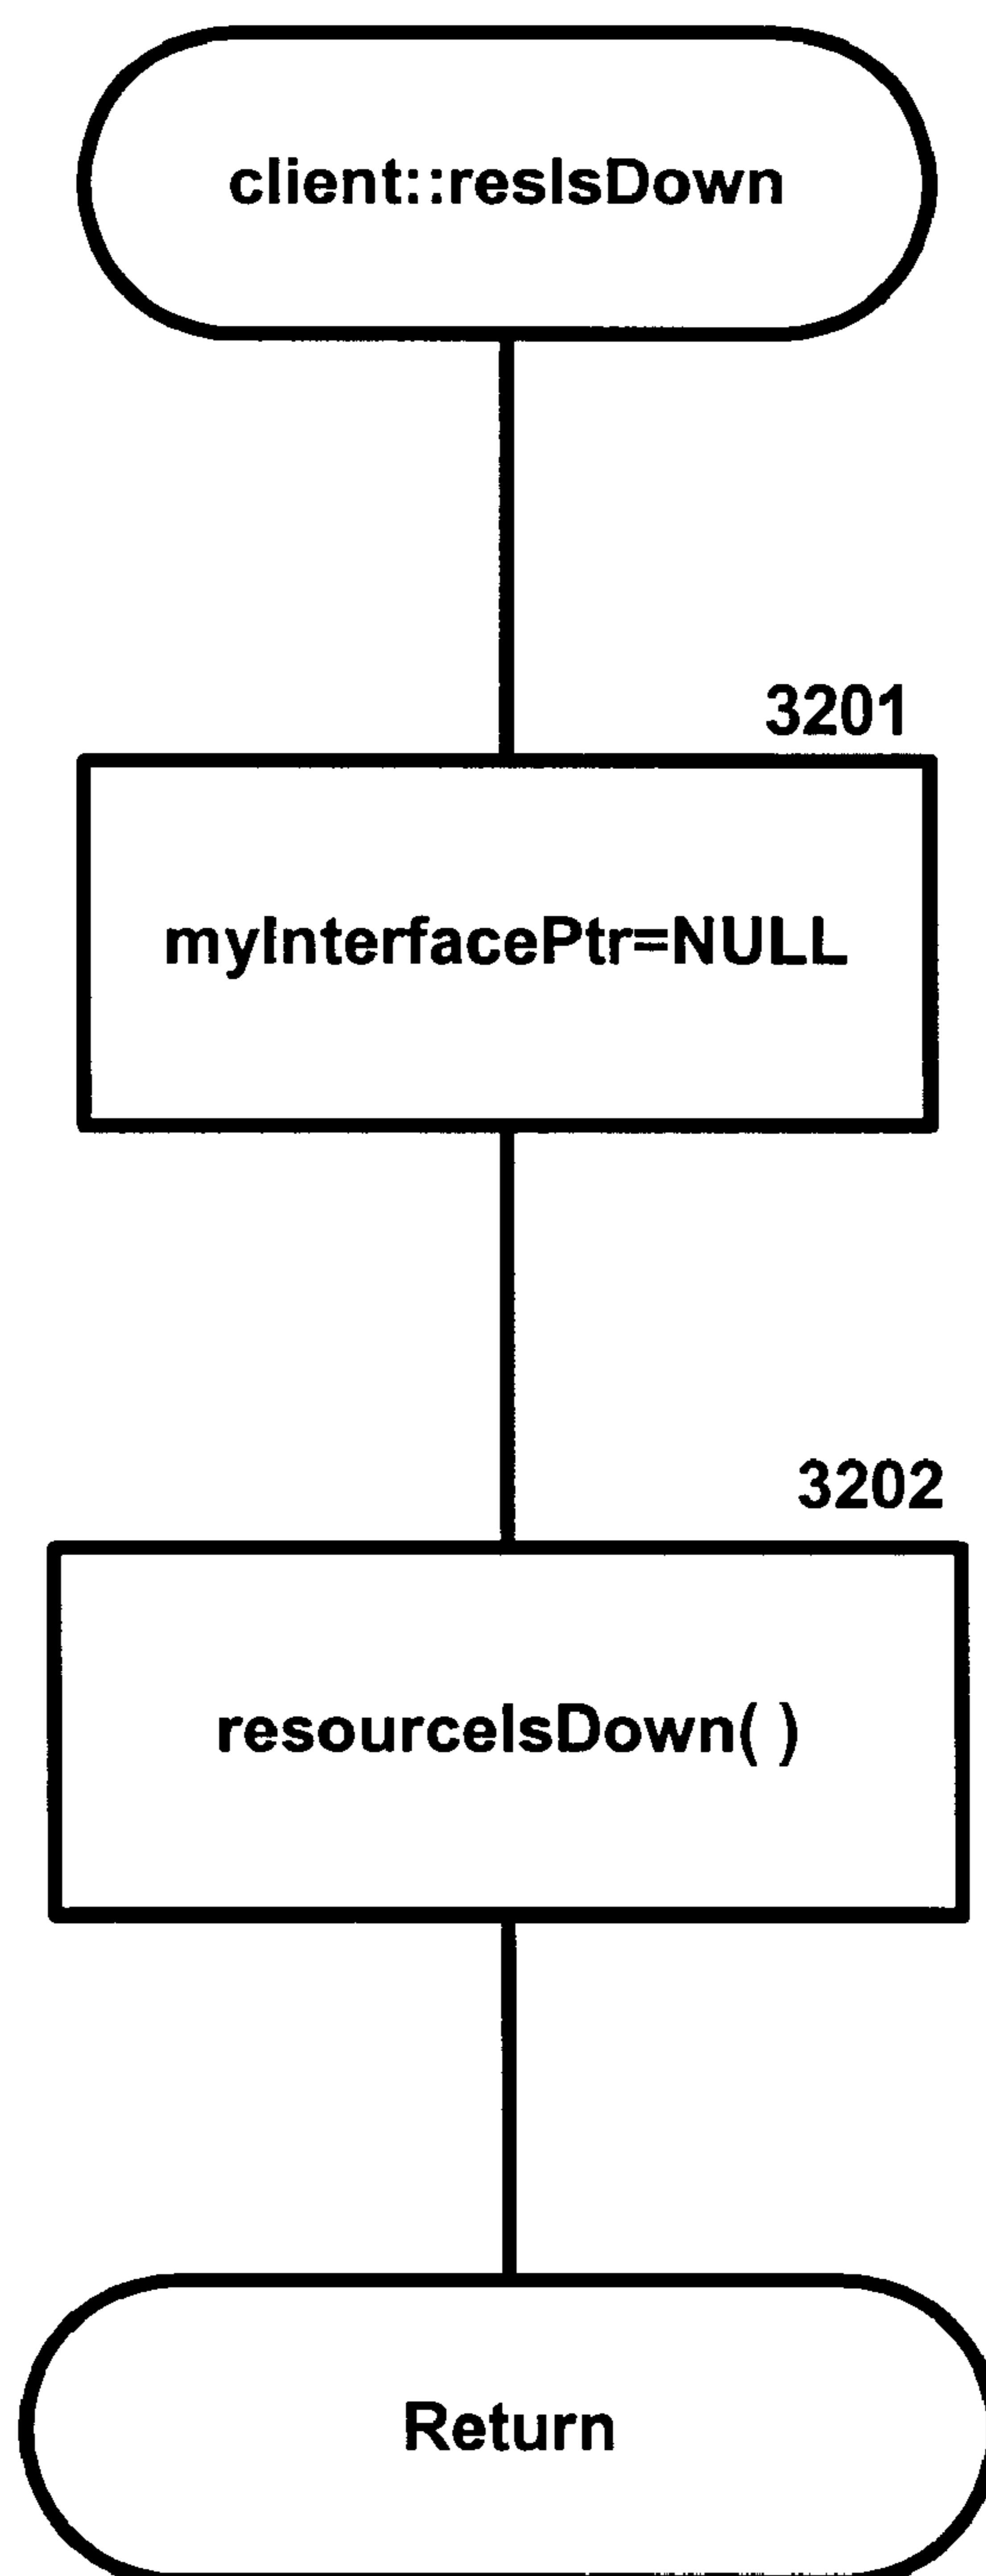 client::resIsDown
3201
myInterfacePtr=NULL
3202
resourceIsDown( )
Return